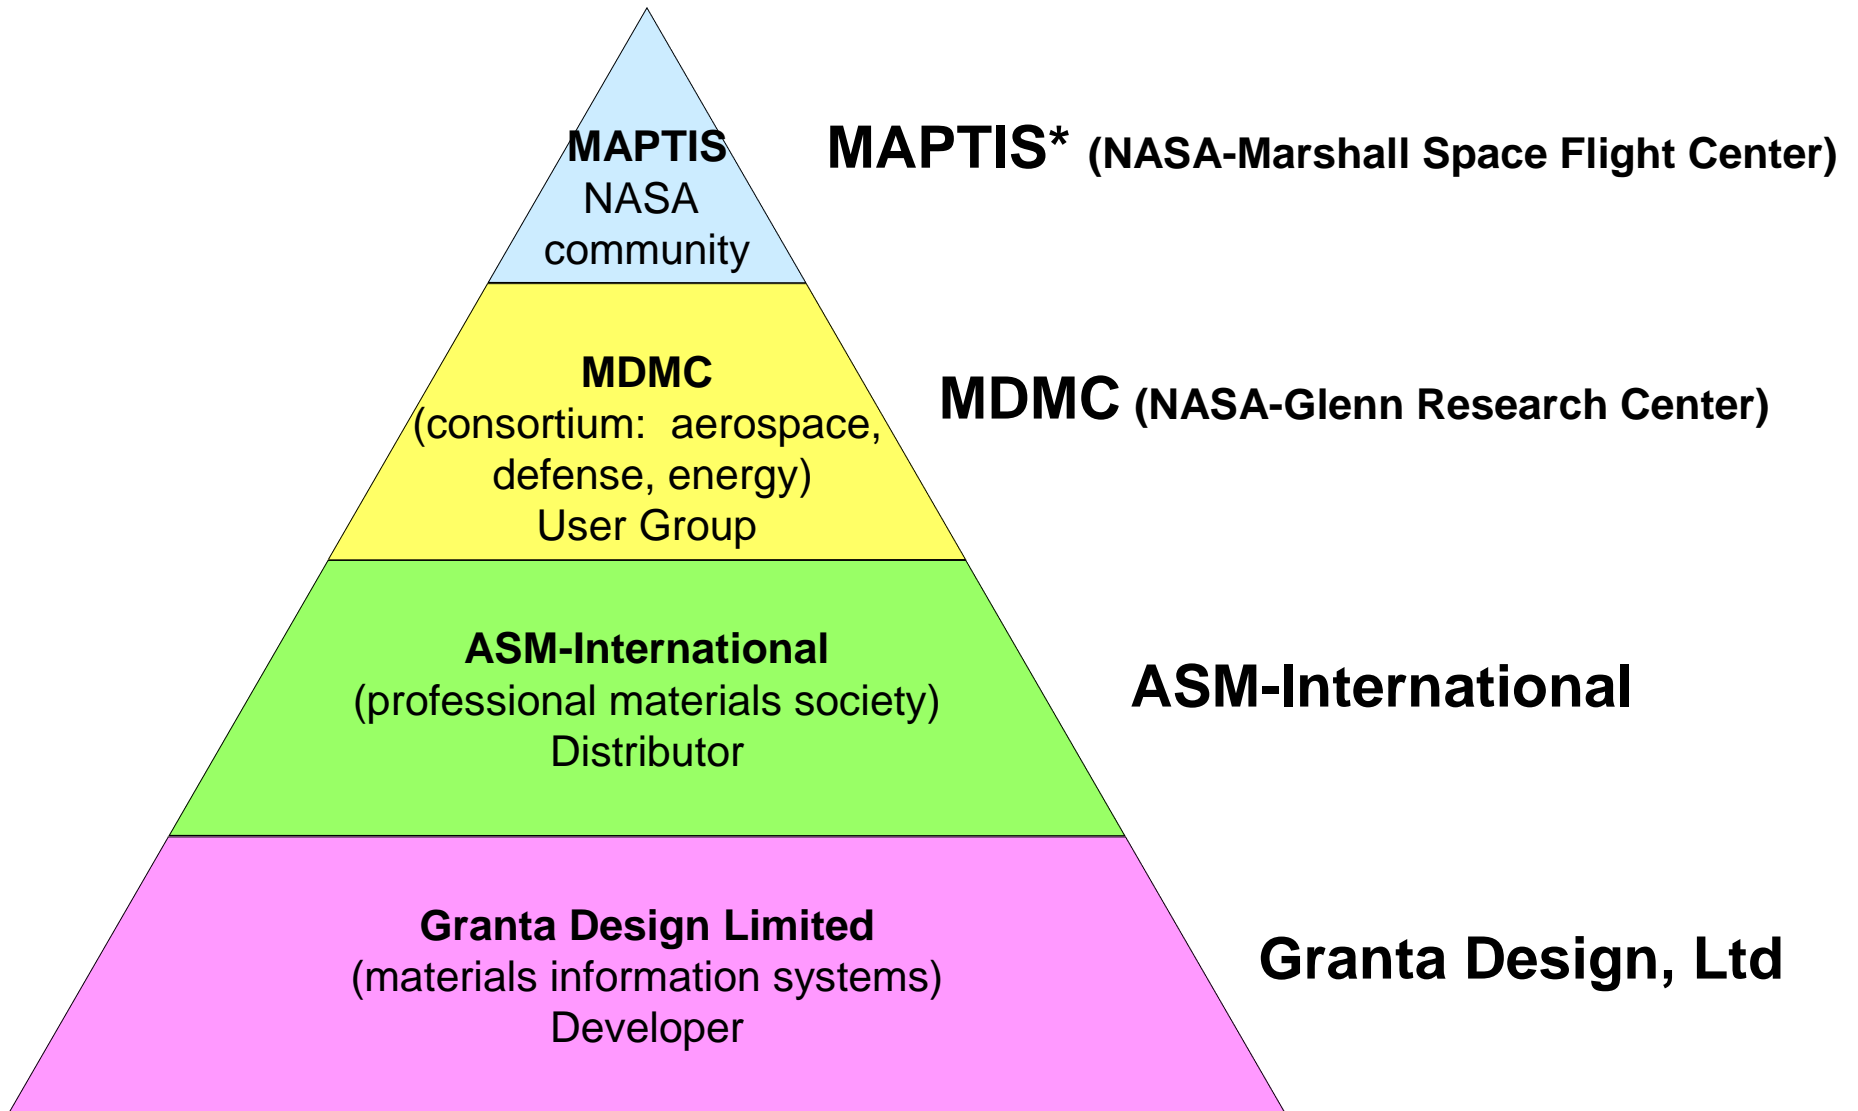 MAPTIS
NASA
community
MAPTIS* (NASA-Marshall Space Flight Center)
MDMC
(consortium:  aerospace,
defense, energy)
User Group
MDMC (NASA-Glenn Research Center)
ASM-International
(professional materials society)
Distributor
ASM-International
Granta Design Limited
(materials information systems)
Developer
Granta Design, Ltd